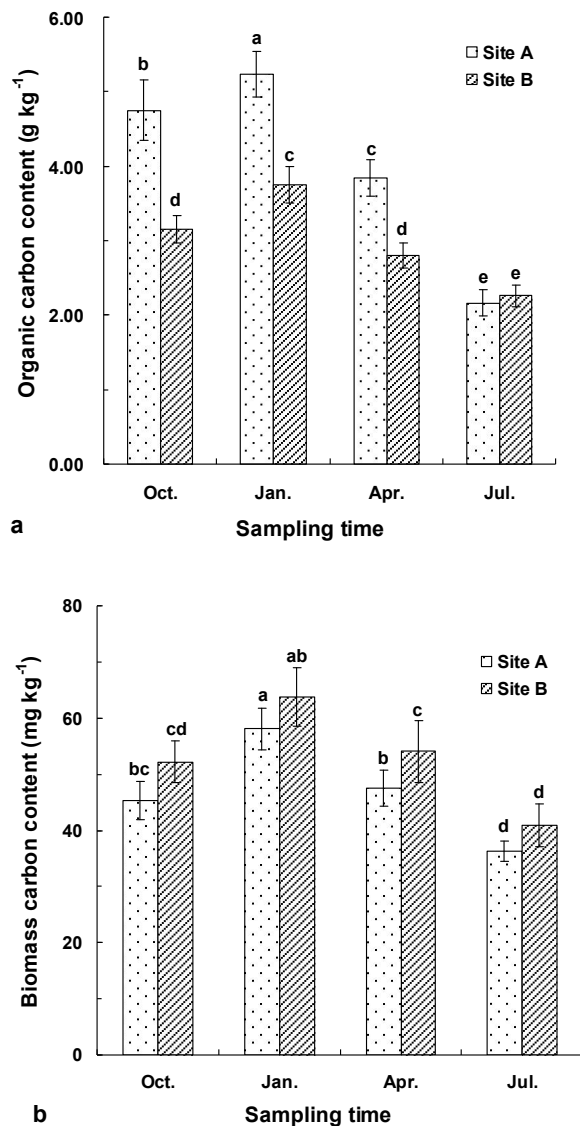 6.00
4.00
2.00
0.00
Organic carbon content (g kg⁻¹)
b
d
a
c
c
d
e
e
Site A
Site B
Oct.
Jan.
Apr.
Jul.
a
Sampling time
80
60
40
20
0
Biomass carbon content (mg kg⁻¹)
bc
cd
a
ab
b
c
d
d
Site A
Site B
Oct.
Jan.
Apr.
Jul.
b
Sampling time